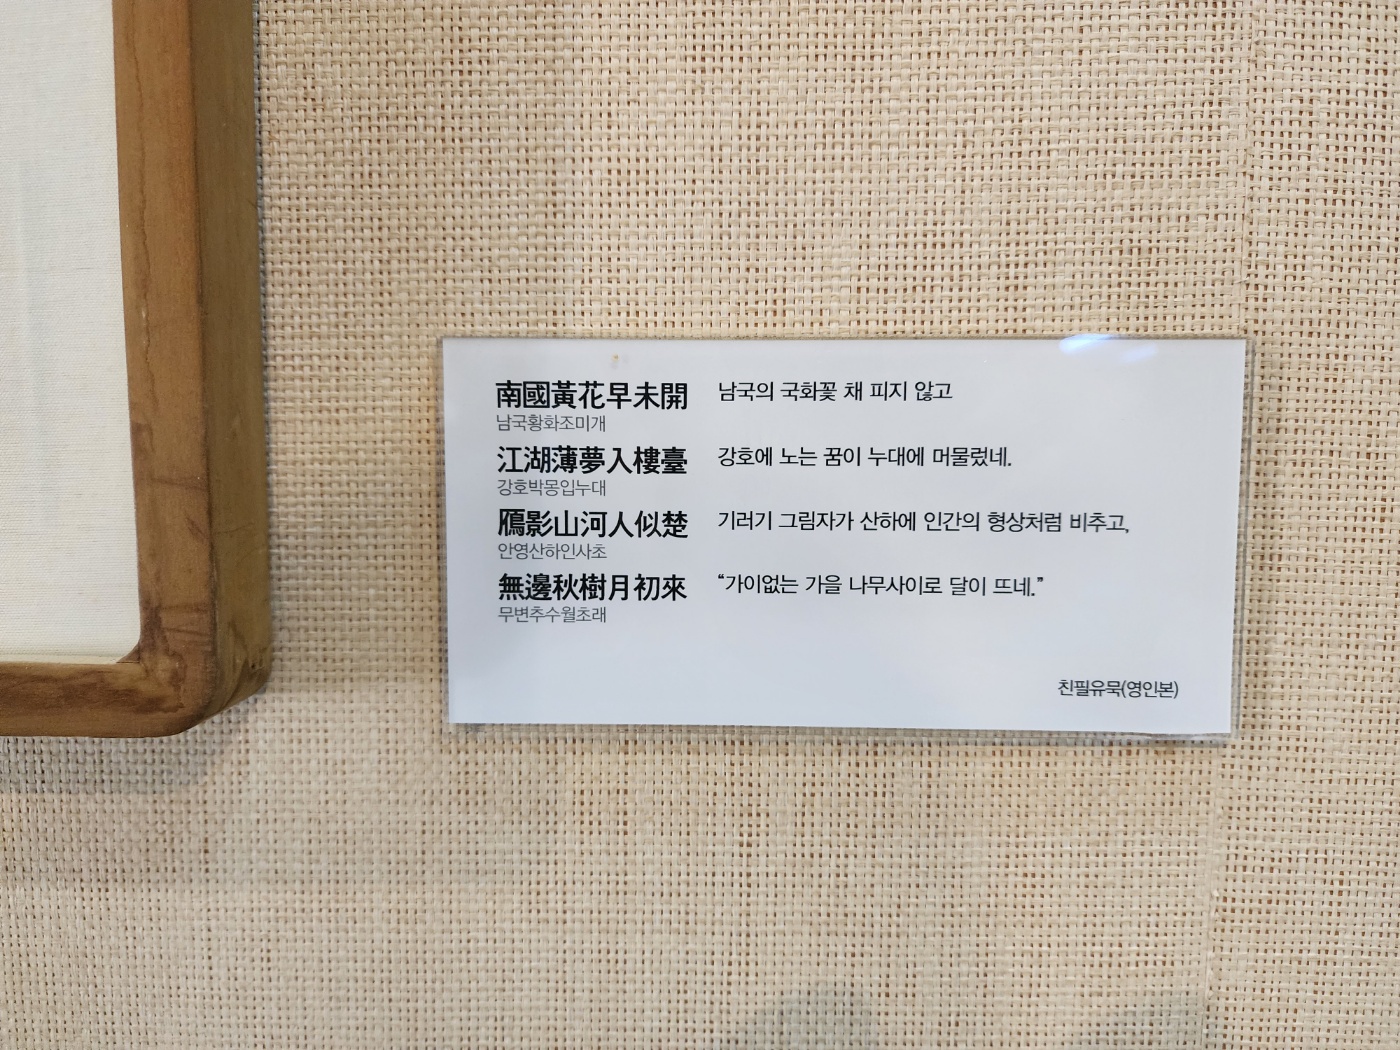 南國黃花早未開 남국의 국화꽃 채 피지 않고
남국황화조미개
江湖薄夢入樓臺 강호에 노는 꿈이 누대에 머물렀네.
강호박몽입누대
鴈影山河人似楚 기러기 그림자가 산하에 인간의 형상처럼 비추고,
안영산하인사초
無邊秋樹月初來 “가이없는 가을 나무사이로 달이 뜨네.”
무변추수월초래
친필유묵(영인본)